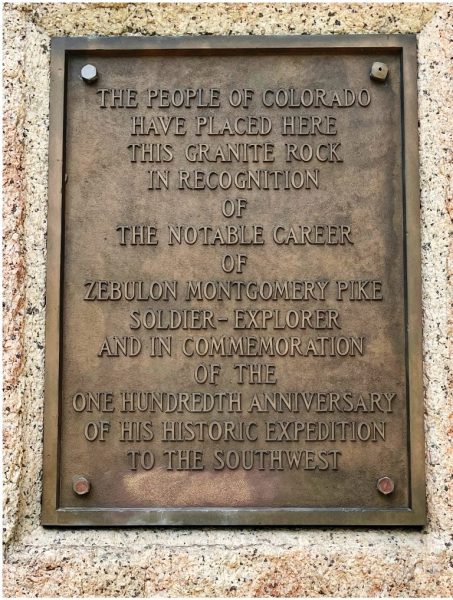 THE PEOPLE OF COLORADO
HAVE PLACED HERE
THIS GRANITE ROCK
IN RECOGNITION
OF
THE NOTABLE CAREER
OF
ZEBULON MONTGOMERY PIKE
SOLDIER-EXPLORER
AND IN COMMEMORATION
OF THE
ONE HUNDREDTH ANNIVERSARY
OF HIS HISTORIC EXPEDITION
TO THE SOUTHWEST